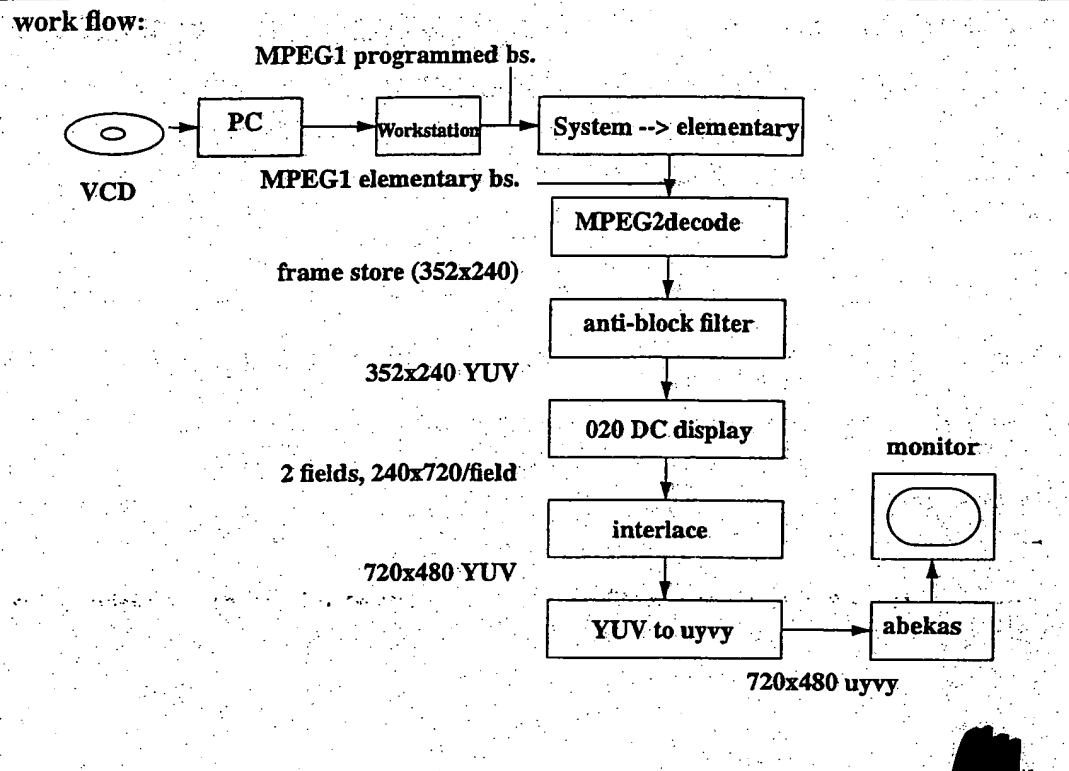 work flow:
MPEG1 programmed bs.
PC
Workstation
System --> elementary
VCD
MPEG1 elementary bs.
MPEG2decode
frame store (352x240)
anti-block filter
352x240 YUV
020 DC display
monitor
2 fields, 240x720/field
interlace
720x480 YUV
YUV to uyvy
abekas
720x480 uyvy